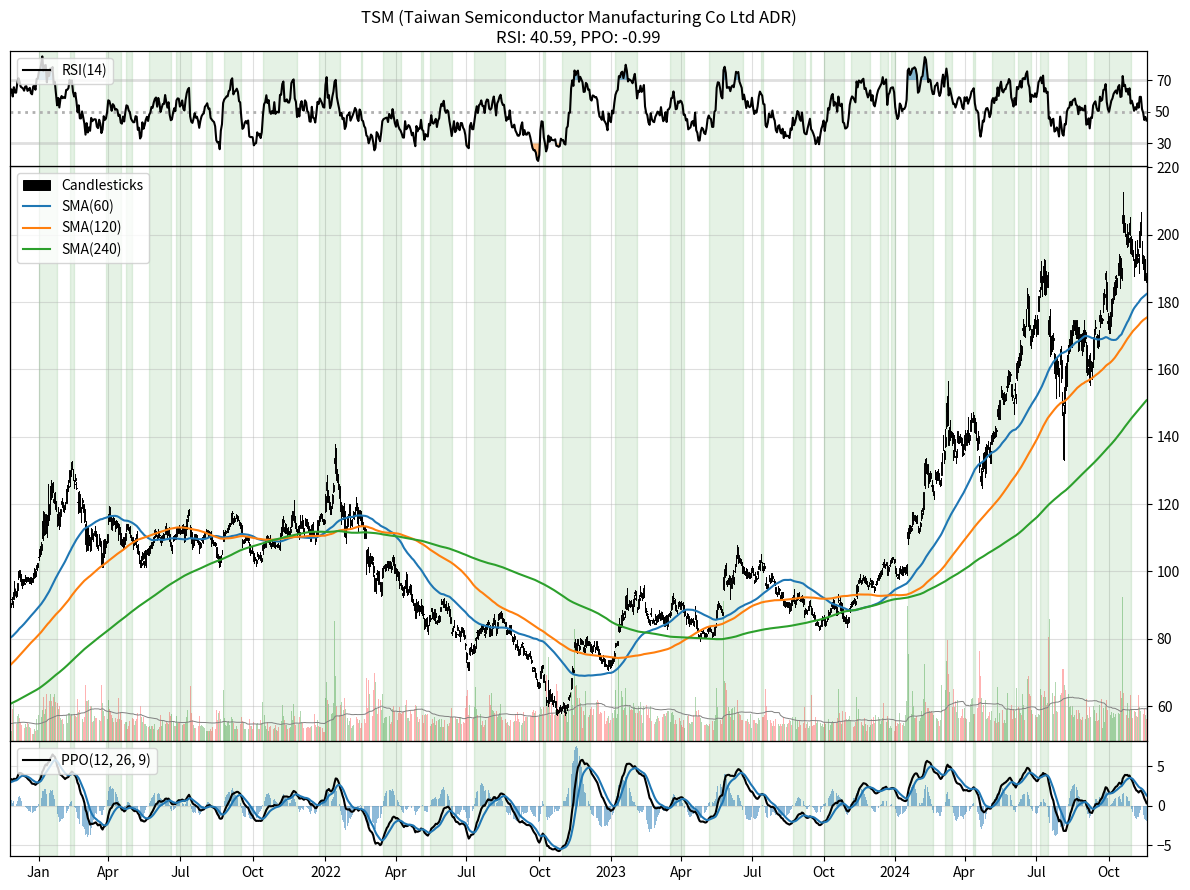 TSM (Taiwan Semiconductor Manufacturing Co Ltd ADR)
RSI: 40.59, PPO: -0.99
RSI(14)
70
50
30
220
Candlesticks
SMA(60)
SMA(120)
SMA(240)
200
180
160
140
120
100
80
60
PPO(12, 26, 9)
5
0
−5
Jan Apr Jul Oct 2022 Apr Jul Oct 2023 Apr Jul Oct 2024 Apr Jul Oct